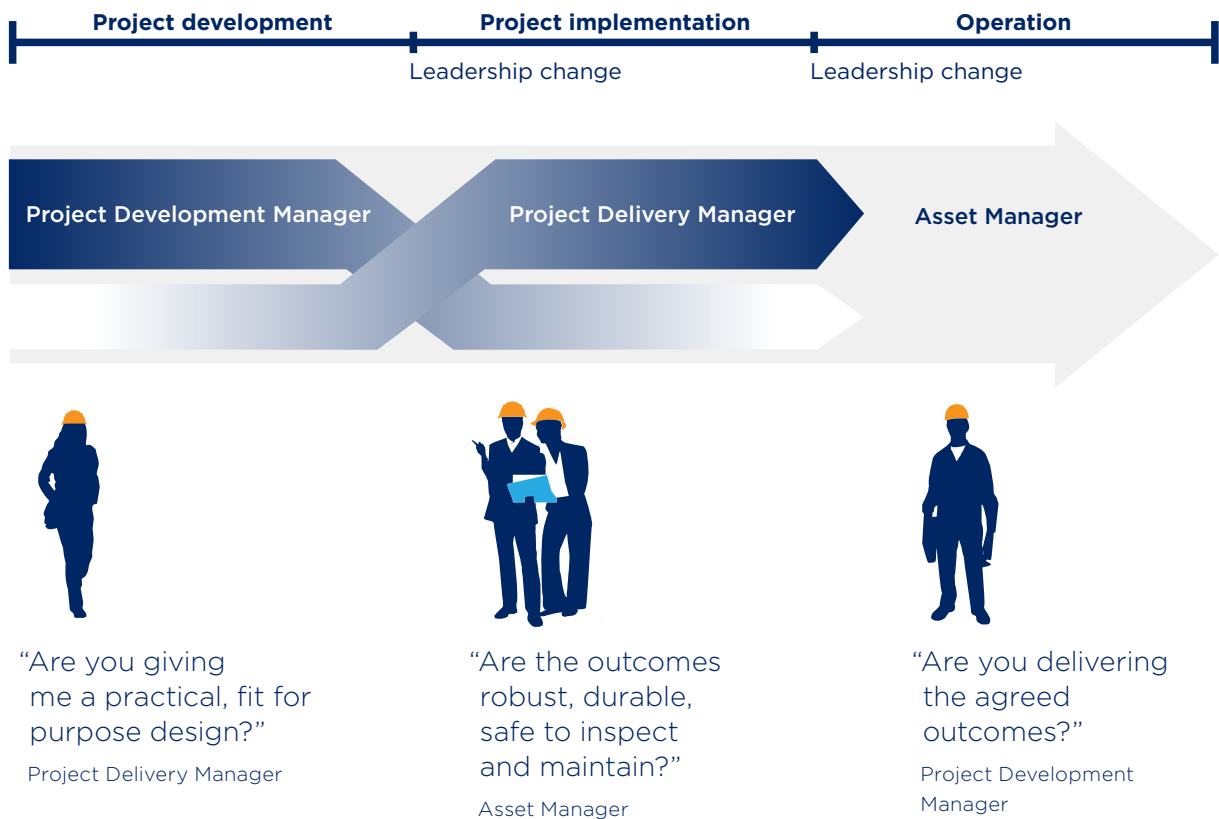 Project development
Project implementation
Operation
Leadership change
Leadership change
Project Development Manager
Project Delivery Manager
Asset Manager
“Are you giving
me a practical, fit for
purpose design?”
Project Delivery Manager
“Are the outcomes
robust, durable,
safe to inspect
and maintain?”
Asset Manager
“Are you delivering
the agreed
outcomes?”
Project Development
Manager